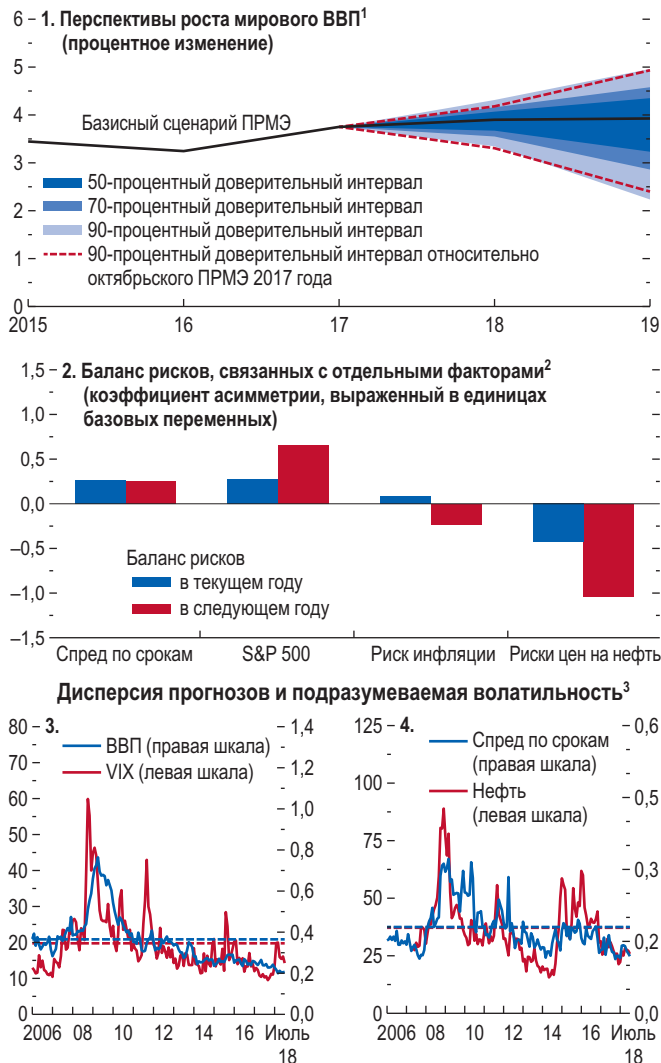 1. Перспективы роста мирового ВВП¹
(процентное изменение)
6
5
4
3
2
1
0
Базисный сценарий ПРМЭ
50-процентный доверительный интервал
70-процентный доверительный интервал
90-процентный доверительный интервал
90-процентный доверительный интервал относительно
октябрьского ПРМЭ 2017 года
2015 16 17 18 19
2. Баланс рисков, связанных с отдельными факторами²
(коэффициент асимметрии, выраженный в единицах
базовых переменных)
1,5
1,0
0,5
0,0
–0,5
–1,0
–1,5
Баланс рисков
в текущем году
в следующем году
Спред по срокам S&P 500 Риск инфляции Риски цен на нефть
Дисперсия прогнозов и подразумеваемая волатильность³
3.
ВВП (правая шкала)
VIX (левая шкала)
80
70
60
50
40
30
20
10
0
1,4
1,2
1,0
0,8
0,6
0,4
0,2
0,0
2006 08 10 12 14 16 Июль
18
4.
Спред по срокам
(правая шкала)
Нефть
(левая шкала)
125
100
75
50
25
0
0,6
0,5
0,3
0,2
0,0
2006 08 10 12 14 16 Июль
18